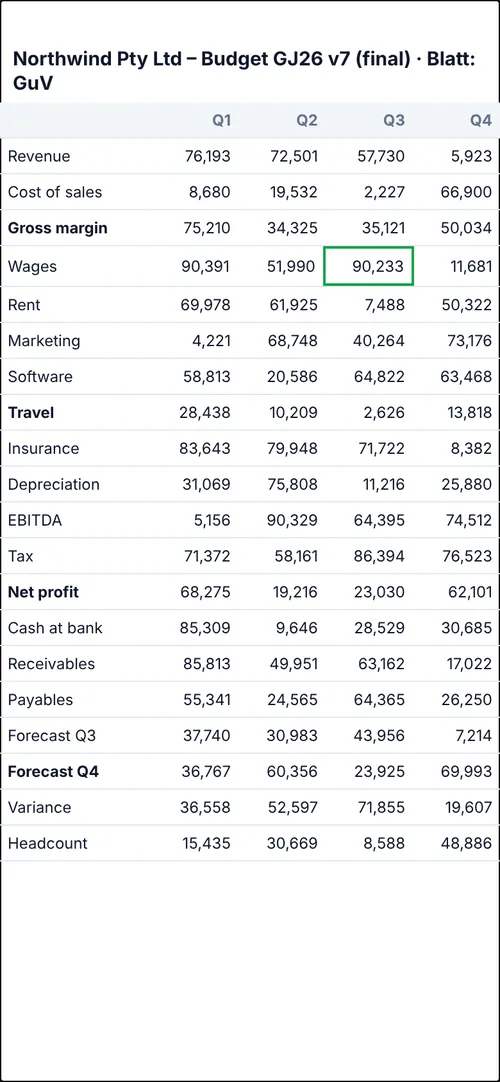 Northwind Pty Ltd – Budget GJ26 v7 (final) · Blatt:
GuV
Q1 Q2 Q3 Q4
Revenue 76,193 72,501 57,730 5,923
Cost of sales 8,680 19,532 2,227 66,900
Gross margin 75,210 34,325 35,121 50,034
Wages 90,391 51,990 90,233 11,681
Rent 69,978 61,925 7,488 50,322
Marketing 4,221 68,748 40,264 73,176
Software 58,813 20,586 64,822 63,468
Travel 28,438 10,209 2,626 13,818
Insurance 83,643 79,948 71,722 8,382
Depreciation 31,069 75,808 11,216 25,880
EBITDA 5,156 90,329 64,395 74,512
Tax 71,372 58,161 86,394 76,523
Net profit 68,275 19,216 23,030 62,101
Cash at bank 85,309 9,646 28,529 30,685
Receivables 85,813 49,951 63,162 17,022
Payables 55,341 24,565 64,365 26,250
Forecast Q3 37,740 30,983 43,956 7,214
Forecast Q4 36,767 60,356 23,925 69,993
Variance 36,558 52,597 71,855 19,607
Headcount 15,435 30,669 8,588 48,886